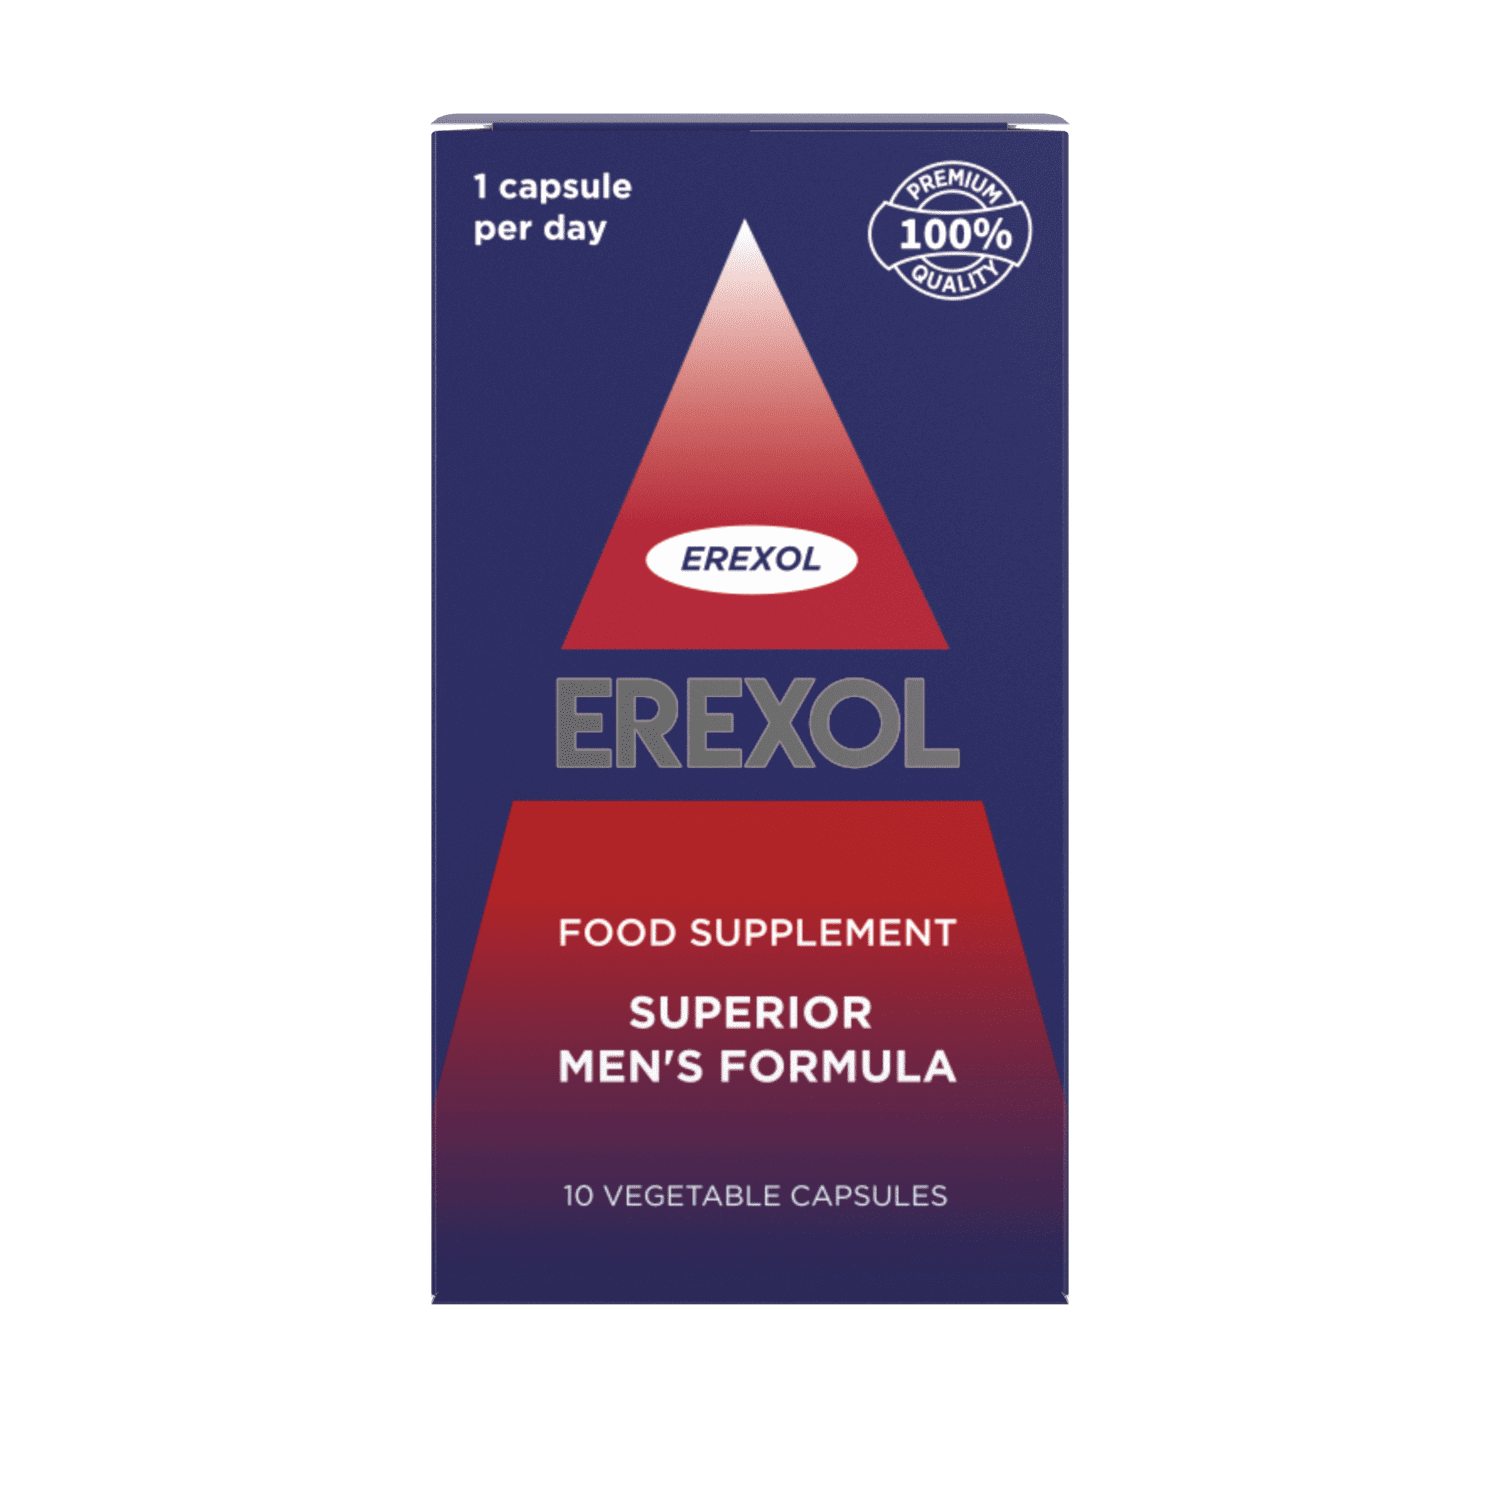 1 capsule
per day
PREMIUM
100%
QUALITY
EREXOL
EREXOL
FOOD SUPPLEMENT
SUPERIOR
MEN'S FORMULA
10 VEGETABLE CAPSULES